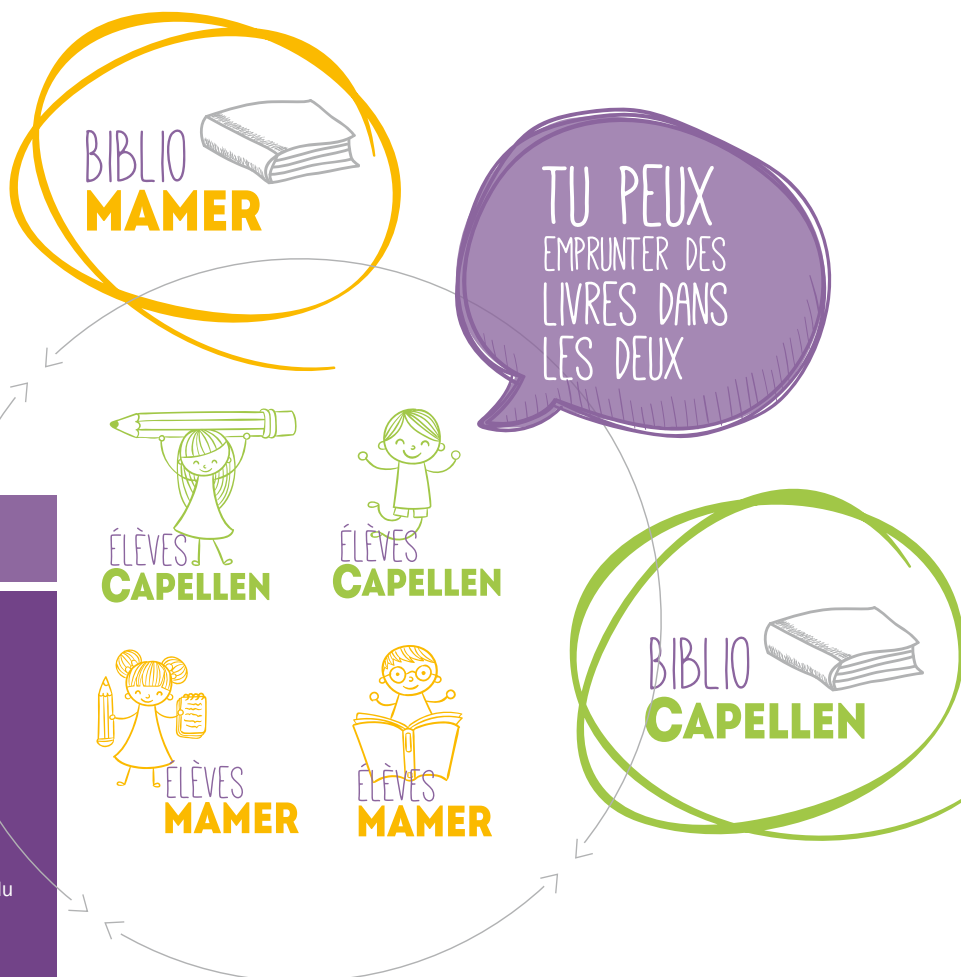 BIBLIO
MAMER
TU PEUX
EMPRUNTER DES
LIVRES DANS
LES DEUX
ÉLÈVES
CAPELLEN
ÉLÈVES
CAPELLEN
BIBLIO
CAPELLEN
ÉLÈVES
MAMER
ÉLÈVES
MAMER